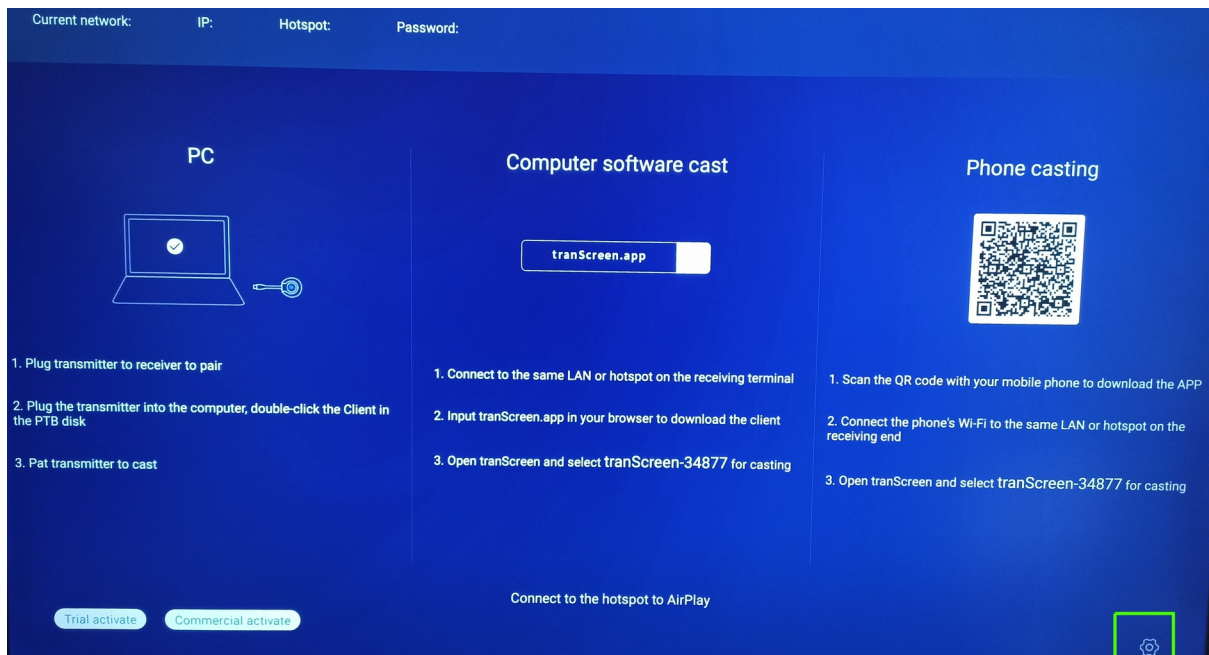 Current network: IP: Hotspot: Password:
PC
1. Plug transmitter to receiver to pair
2. Plug the transmitter into the computer, double-click the Client in
the PTB disk
3. Pat transmitter to cast
Computer software cast
tranScreen.app
1. Connect to the same LAN or hotspot on the receiving terminal
2. Input tranScreen.app in your browser to download the client
3. Open tranScreen and select tranScreen-34877 for casting
Phone casting
1. Scan the QR code with your mobile phone to download the APP
2. Connect the phone's Wi-Fi to the same LAN or hotspot on the
receiving end
3. Open tranScreen and select tranScreen-34877 for casting
Connect to the hotspot to AirPlay
Trial activate
Commercial activate